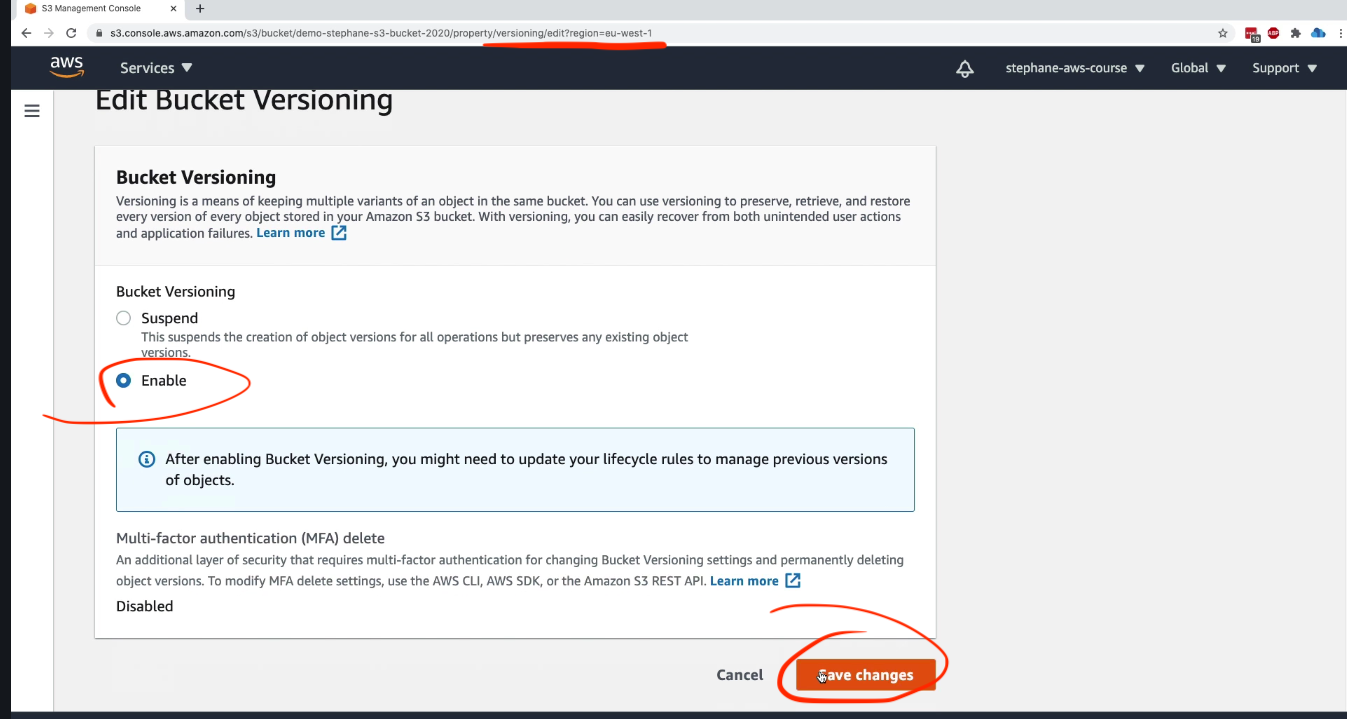 S3 Management Console
s3.console.aws.amazon.com/s3/bucket/demo-stephane-s3-bucket-2020/property/versioning/edit?region=eu-west-1
19
ABP
aws
Services
stephane-aws-course
Global
Support
Edit Bucket Versioning
Bucket Versioning
Versioning is a means of keeping multiple variants of an object in the same bucket. You can use versioning to preserve, retrieve, and restore
every version of every object stored in your Amazon S3 bucket. With versioning, you can easily recover from both unintended user actions
and application failures. Learn more
Bucket Versioning
Suspend
This suspends the creation of object versions for all operations but preserves any existing object
versions.
Enable
After enabling Bucket Versioning, you might need to update your lifecycle rules to manage previous versions
of objects.
Multi-factor authentication (MFA) delete
An additional layer of security that requires multi-factor authentication for changing Bucket Versioning settings and permanently deleting
object versions. To modify MFA delete settings, use the AWS CLI, AWS SDK, or the Amazon S3 REST API. Learn more
Disabled
Cancel
Save changes